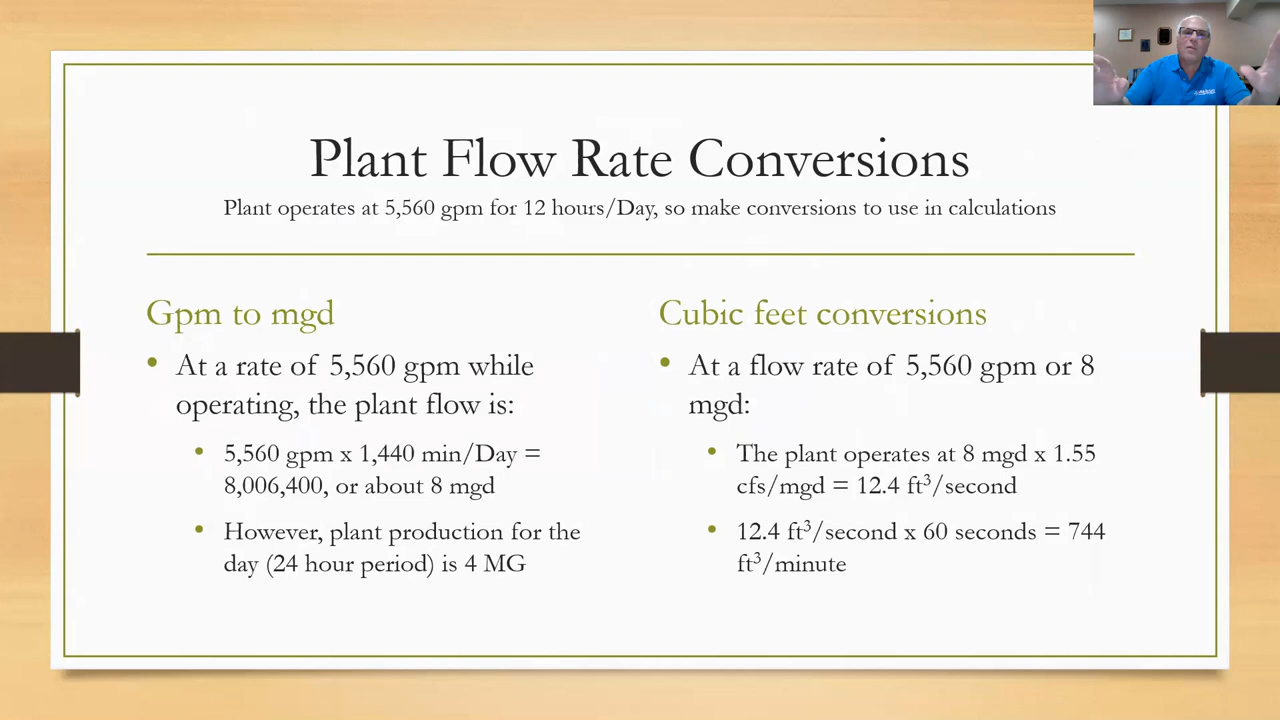 Plant Flow Rate Conversions
Plant operates at 5,560 gpm for 12 hours/Day, so make conversions to use in calculations
Gpm to mgd
• At a rate of 5,560 gpm while
operating, the plant flow is:
• 5,560 gpm x 1,440 min/Day =
8,006,400, or about 8 mgd
• However, plant production for the
day (24 hour period) is 4 MG
Cubic feet conversions
• At a flow rate of 5,560 gpm or 8
mgd:
• The plant operates at 8 mgd x 1.55
cfs/mgd = 12.4 ft³/second
• 12.4 ft³/second x 60 seconds = 744
ft³/minute